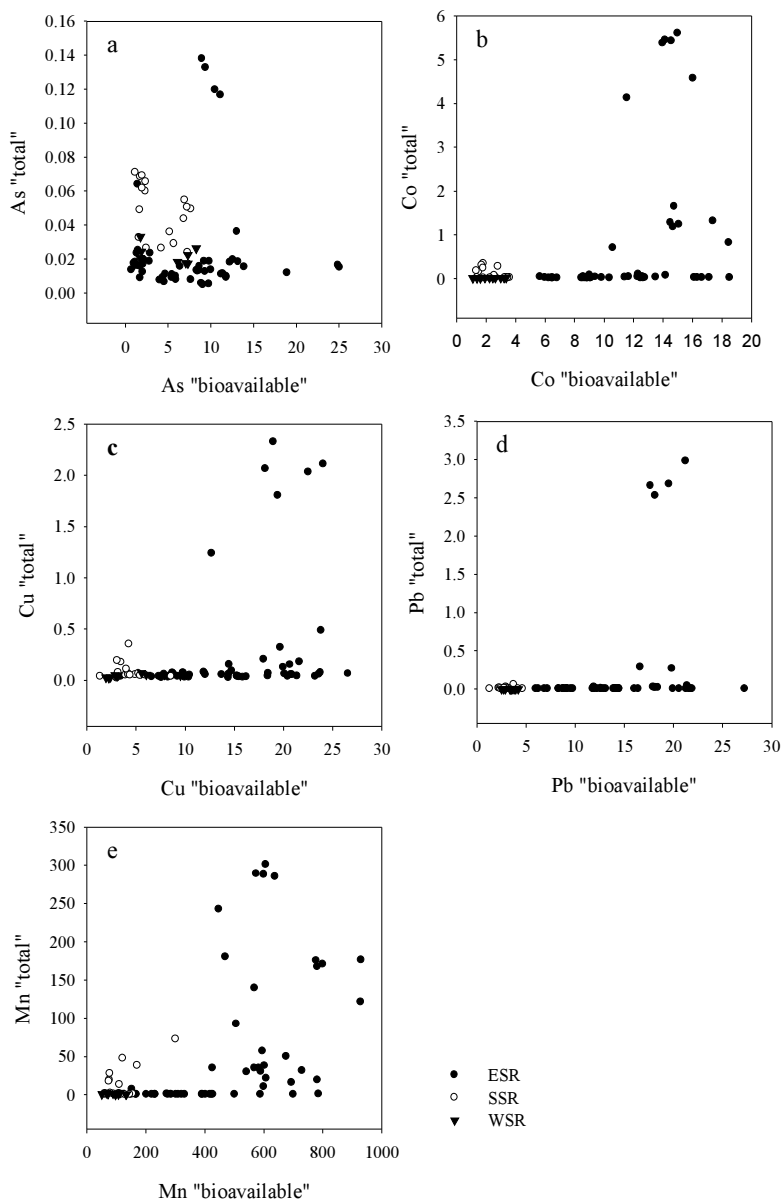 a
As "total"
0.16
0.14
0.12
0.10
0.08
0.06
0.04
0.02
0.00
0 5 10 15 20 25 30
As "bioavailable"
b
Co "total"
6
5
4
3
2
1
0
0 2 4 6 8 10 12 14 16 18 20
Co "bioavailable"
c
Cu "total"
2.5
2.0
1.5
1.0
0.5
0.0
0 5 10 15 20 25 30
Cu "bioavailable"
d
Pb "total"
3.5
3.0
2.5
2.0
1.5
1.0
0.5
0.0
0 5 10 15 20 25 30
Pb "bioavailable"
e
Mn "total"
350
300
250
200
150
100
50
0
0 200 400 600 800 1000
Mn "bioavailable"
ESR
SSR
WSR